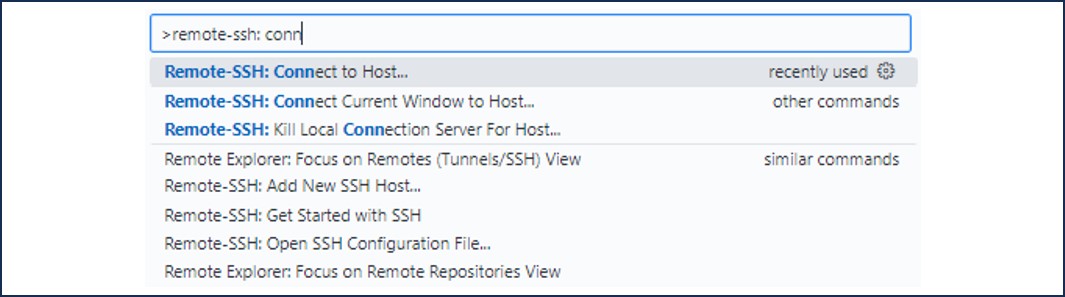 >remote-ssh: conn
Remote-SSH: Connect to Host... recently used
Remote-SSH: Connect Current Window to Host... other commands
Remote-SSH: Kill Local Connection Server For Host...
Remote Explorer: Focus on Remotes (Tunnels/SSH) View similar commands
Remote-SSH: Add New SSH Host...
Remote-SSH: Get Started with SSH
Remote-SSH: Open SSH Configuration File...
Remote Explorer: Focus on Remote Repositories View